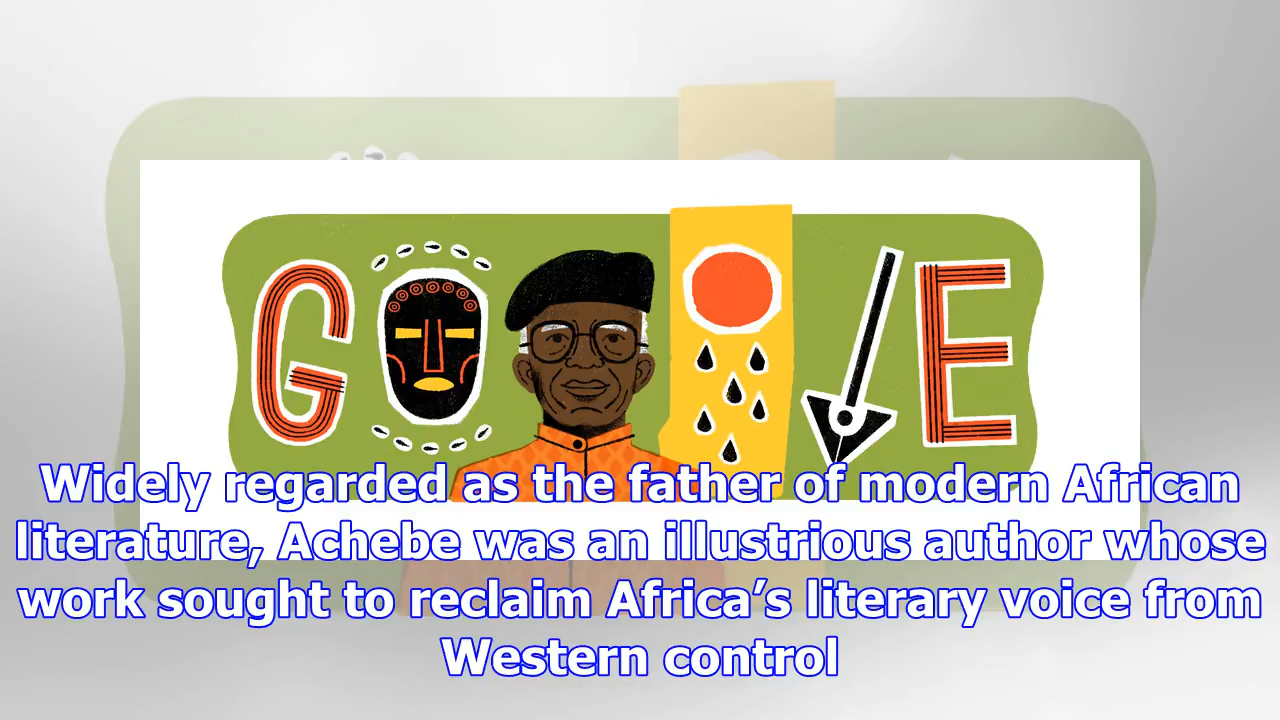 G E
Widely regarded as the father of modern African
literature, Achebe was an illustrious author whose
work sought to reclaim Africa’s literary voice from
Western control